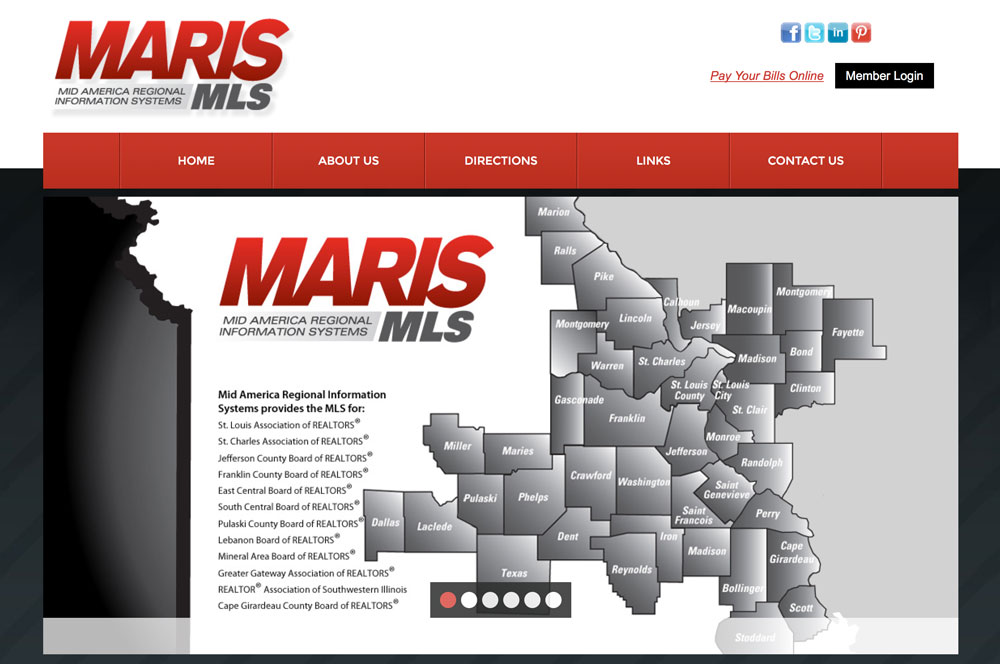 MARIS
MID AMERICA REGIONAL
INFORMATION SYSTEMS MLS
f t in P
Pay Your Bills Online
Member Login
HOME ABOUT US DIRECTIONS LINKS CONTACT US
MARIS
MID AMERICA REGIONAL
INFORMATION SYSTEMS MLS
Mid America Regional Information
Systems provides the MLS for:
St. Louis Association of REALTORS®
St. Charles Association of REALTORS®
Jefferson County Board of REALTORS®
Franklin County Board of REALTORS®
East Central Board of REALTORS®
South Central Board of REALTORS®
Pulaski County Board of REALTORS®
Lebanon Board of REALTORS®
Mineral Area Board of REALTORS®
Greater Gateway Association of REALTORS®
REALTOR® Association of Southwestern Illinois
Cape Girardeau County Board of REALTORS®
Marion
Ralls
Pike
Calhoun
Montgomery
Macoupin
Lincoln
Jersey
Montgomery
Fayette
Warren
St. Charles
Madison
Bond
St. Louis
County
St. Louis
City
Clinton
Gasconade
Franklin
St. Clair
Miller
Maries
Jefferson
Monroe
Randolph
Crawford
Washington
Saint
Genevieve
Pulaski
Phelps
Saint
Francois
Perry
Dallas
Laclede
Dent
Iron
Madison
Cape
Girardeau
Texas
Reynolds
Bollinger
Scott
Stoddard